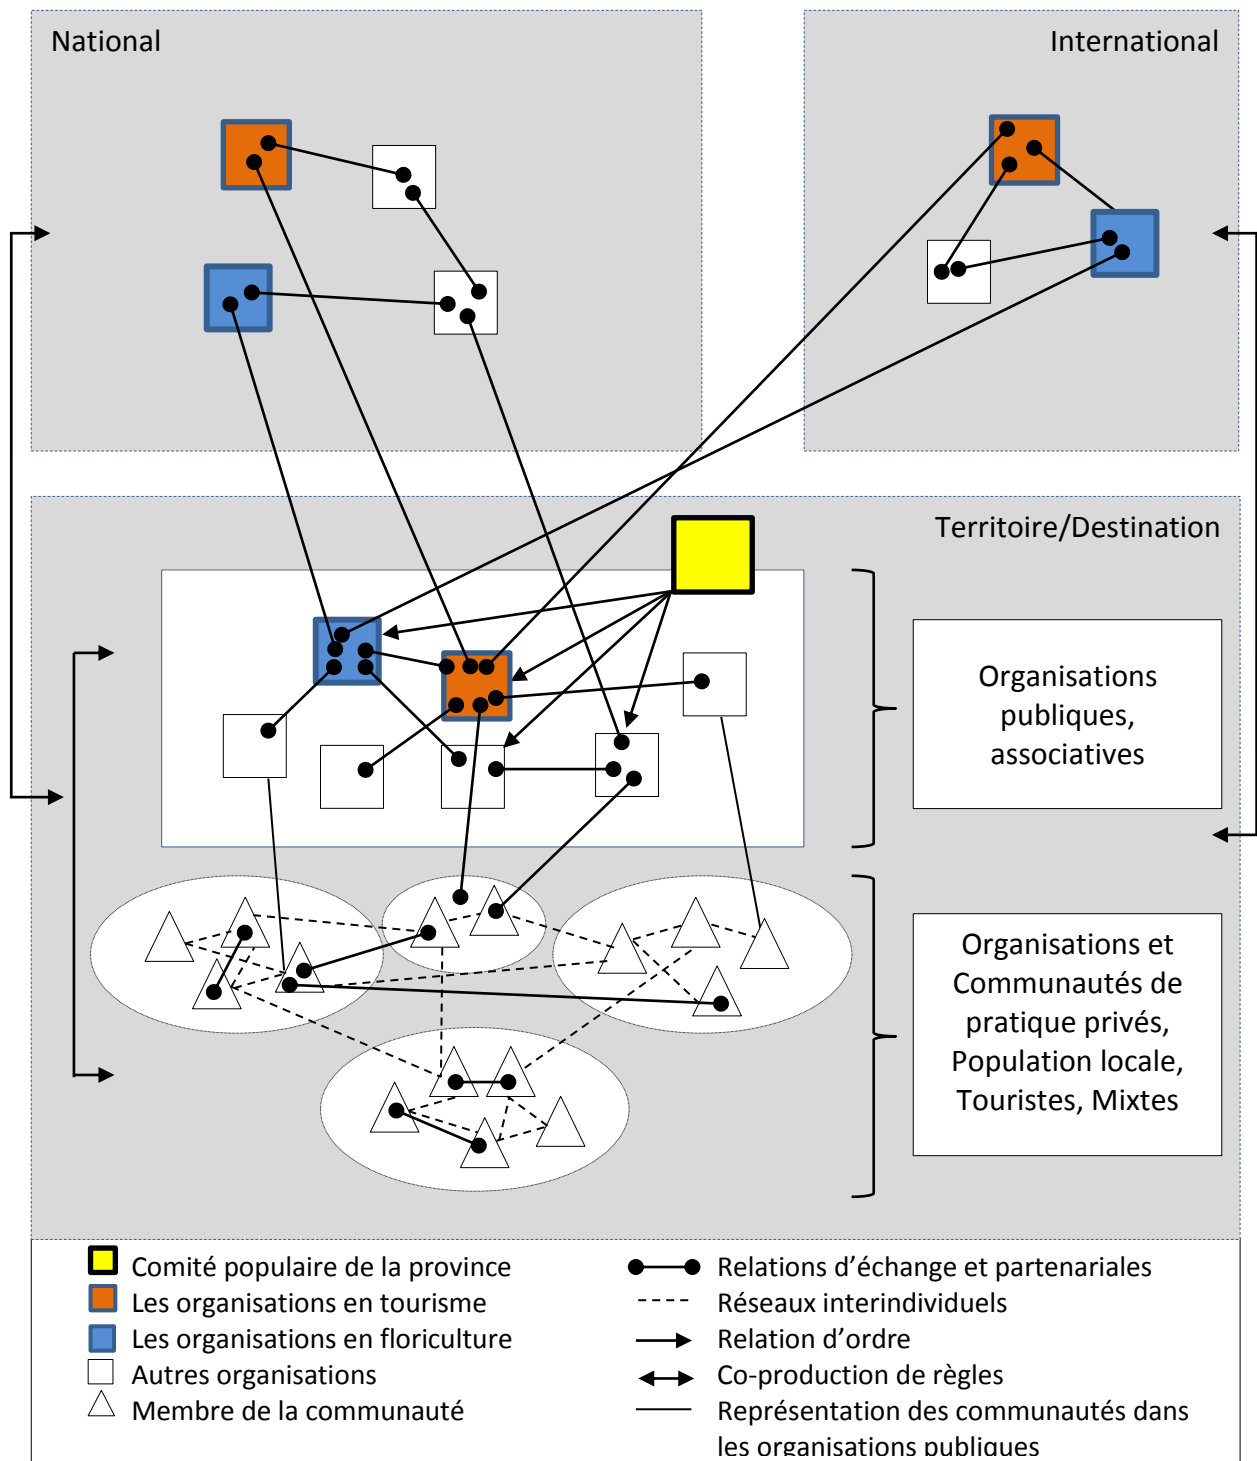 National
International
Territoire/Destination
Organisations
publiques,
associatives
Organisations et
Communautés de
pratique privés,
Population locale,
Touristes, Mixtes
Comité populaire de la province
Les organisations en tourisme
Les organisations en floriculture
Autres organisations
Membre de la communauté
Relations d’échange et partenariales
Réseaux interindividuels
Relation d’ordre
Co-production de règles
Représentation des communautés dans
les organisations publiques